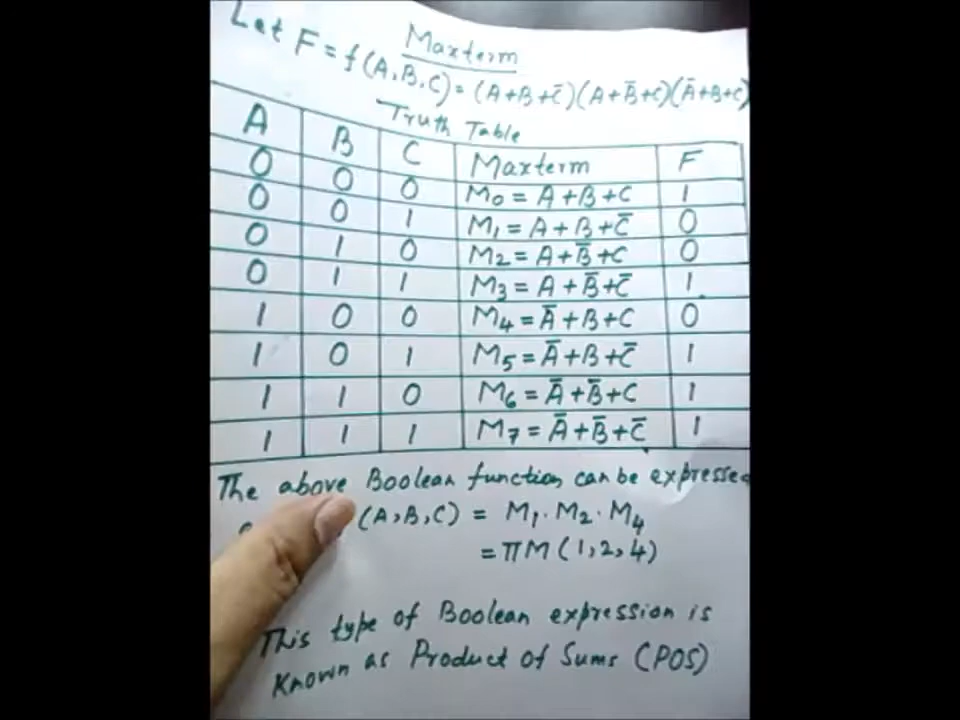 Maxterm
Let F = f(A,B,C) = (A+B+C̅)(A+B̅+C)(A̅+B+C)
Truth Table
A B C Maxterm F
0 0 0 M0 = A+B+C 1
0 0 1 M1 = A+B+C̅ 0
0 1 0 M2 = A+B̅+C 0
0 1 1 M3 = A+B̅+C̅ 1
1 0 0 M4 = A̅+B+C 0
1 0 1 M5 = A̅+B+C̅ 1
1 1 0 M6 = A̅+B̅+C 1
1 1 1 M7 = A̅+B̅+C̅ 1
The above Boolean function can be expressed
(A,B,C) = M1.M2.M4
= πM(1,2,4)
This type of Boolean expression is
known as Product of Sums (POS)